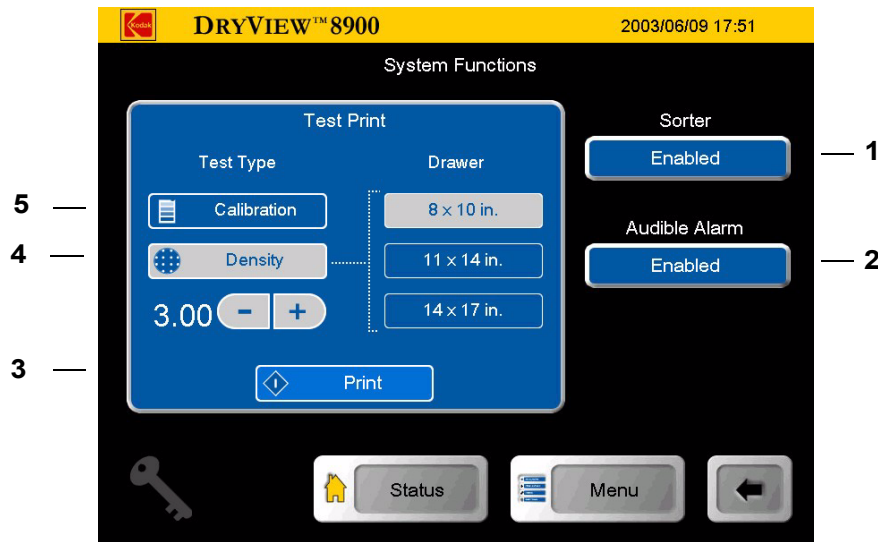 Kodak
DRYVIEW™ 8900 2003/06/09 17:51
System Functions
Test Print
Test Type Drawer
Sorter
Enabled
1
5
Calibration
8 x 10 in.
Audible Alarm
4
Density
11 x 14 in.
Enabled
2
3.00 - +
14 x 17 in.
3
Print
Status
Menu